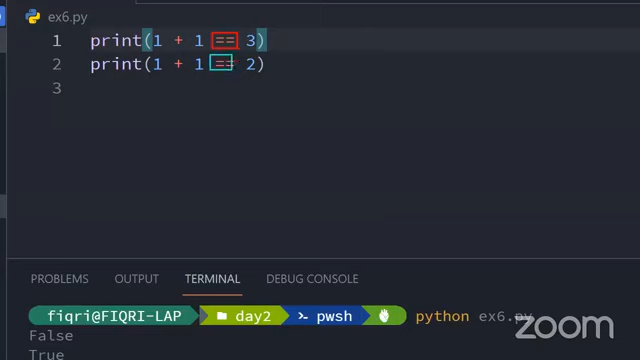 ex6.py
1 print(1 + 1 == 3)
2 print(1 + 1 == 2)
3
PROBLEMS OUTPUT TERMINAL DEBUG CONSOLE
fiqri@FIQRI-LAP day2 pwsh python ex6.py
zoom
False
True